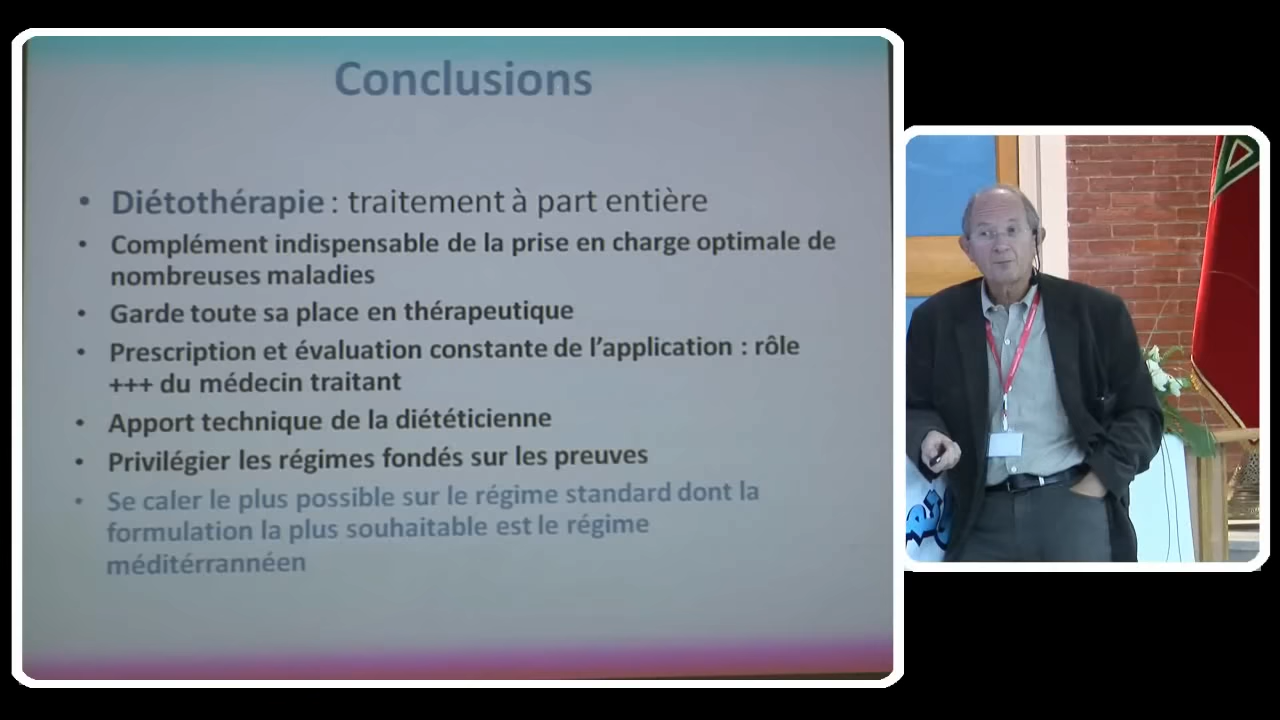 Conclusions
• Diétothérapie : traitement à part entière
• Complément indispensable de la prise en charge optimale de
nombreuses maladies
• Garde toute sa place en thérapeutique
• Prescription et évaluation constante de l’application : rôle
+++ du médecin traitant
• Apport technique de la diététicienne
• Privilégier les régimes fondés sur les preuves
• Se caler le plus possible sur le régime standard dont la
formulation la plus souhaitable est le régime
méditérrannéen